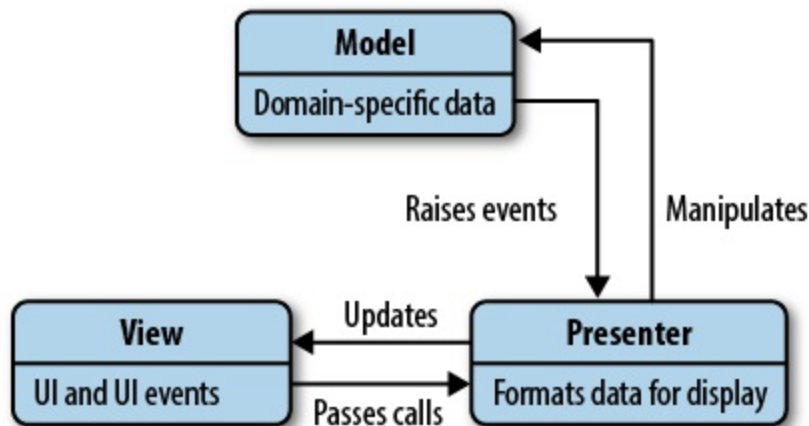 Model
Domain-specific data
Raises events
Manipulates
Updates
View
Presenter
UI and UI events
Formats data for display
Passes calls